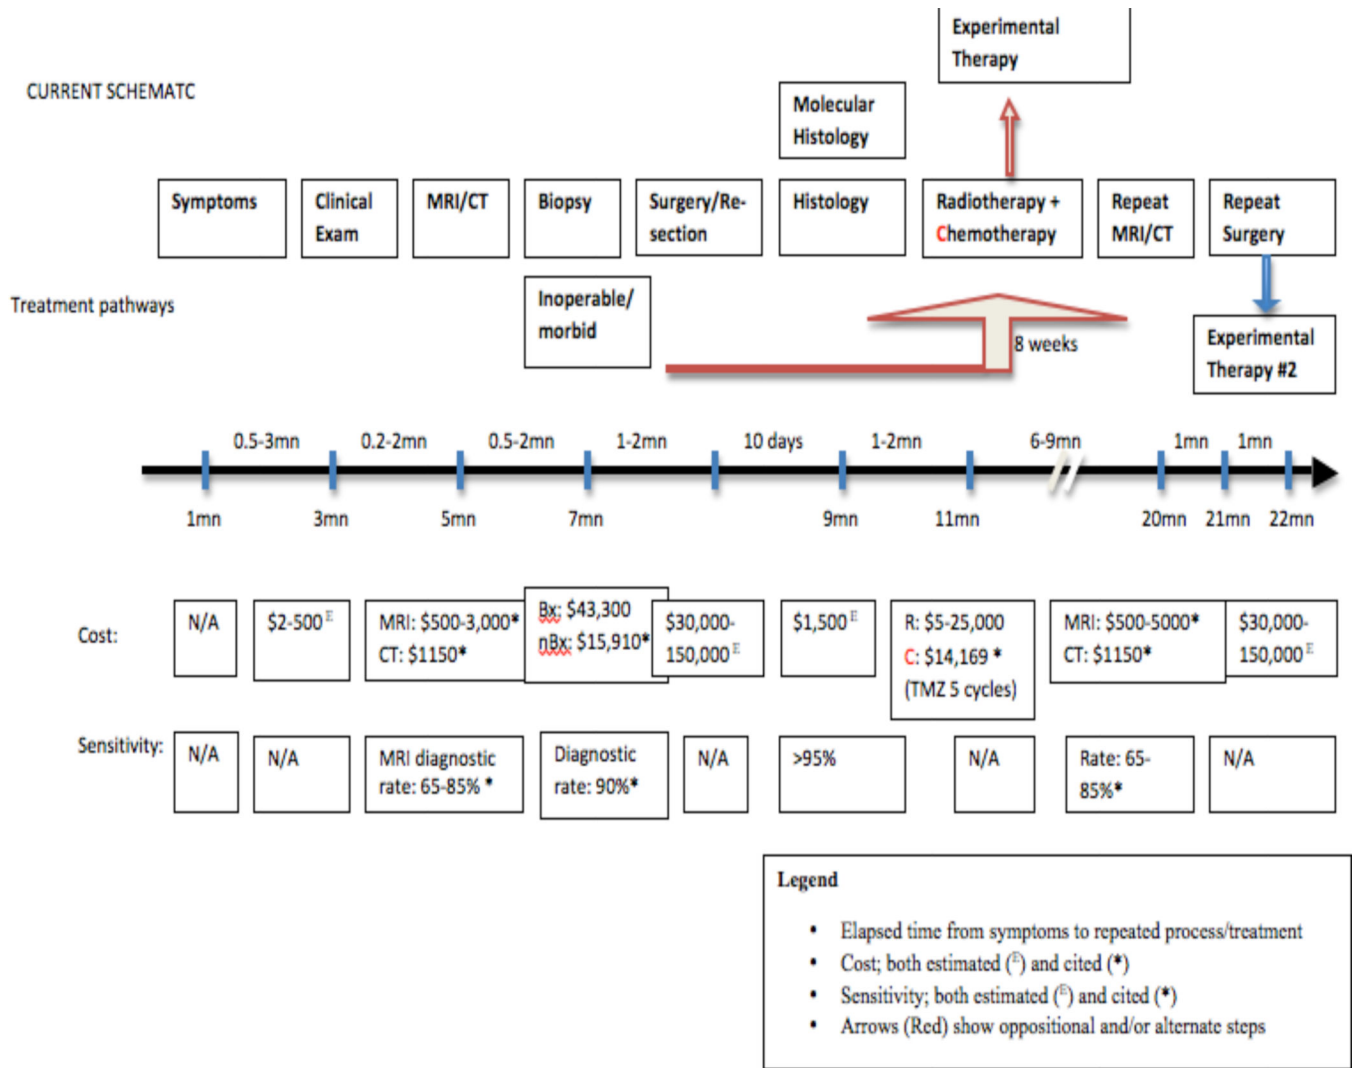 Experimental
Therapy
CURRENT SCHEMATC
Molecular
Histology
Symptoms
Clinical
Exam
MRI/CT
Biopsy
Surgery/Re-
section
Histology
Radiotherapy +
Chemotherapy
Repeat
MRI/CT
Repeat
Surgery
Treatment pathways
Inoperable/
morbid
8 weeks
Experimental
Therapy #2
0.5-3mn 0.2-2mn 0.5-2mn 1-2mn 10 days 1-2mn 6-9mn 1mn 1mn
1mn 3mn 5mn 7mn 9mn 11mn 20mn 21mn 22mn
Cost:
N/A
$2-500 E
MRI: $500-3,000*
CT: $1150*
Bx: $43,300
nBx: $15,910*
$30,000-
150,000 E
$1,500 E
R: $5-25,000
C: $14,169 *
(TMZ 5 cycles)
MRI: $500-5000*
CT: $1150*
$30,000-
150,000 E
Sensitivity:
N/A
N/A
MRI diagnostic
rate: 65-85% *
Diagnostic
rate: 90%*
N/A
>95%
N/A
Rate: 65-
85%*
N/A
Legend
• Elapsed time from symptoms to repeated process/treatment
• Cost; both estimated (E) and cited (*)
• Sensitivity; both estimated (E) and cited (*)
• Arrows (Red) show oppositional and/or alternate steps